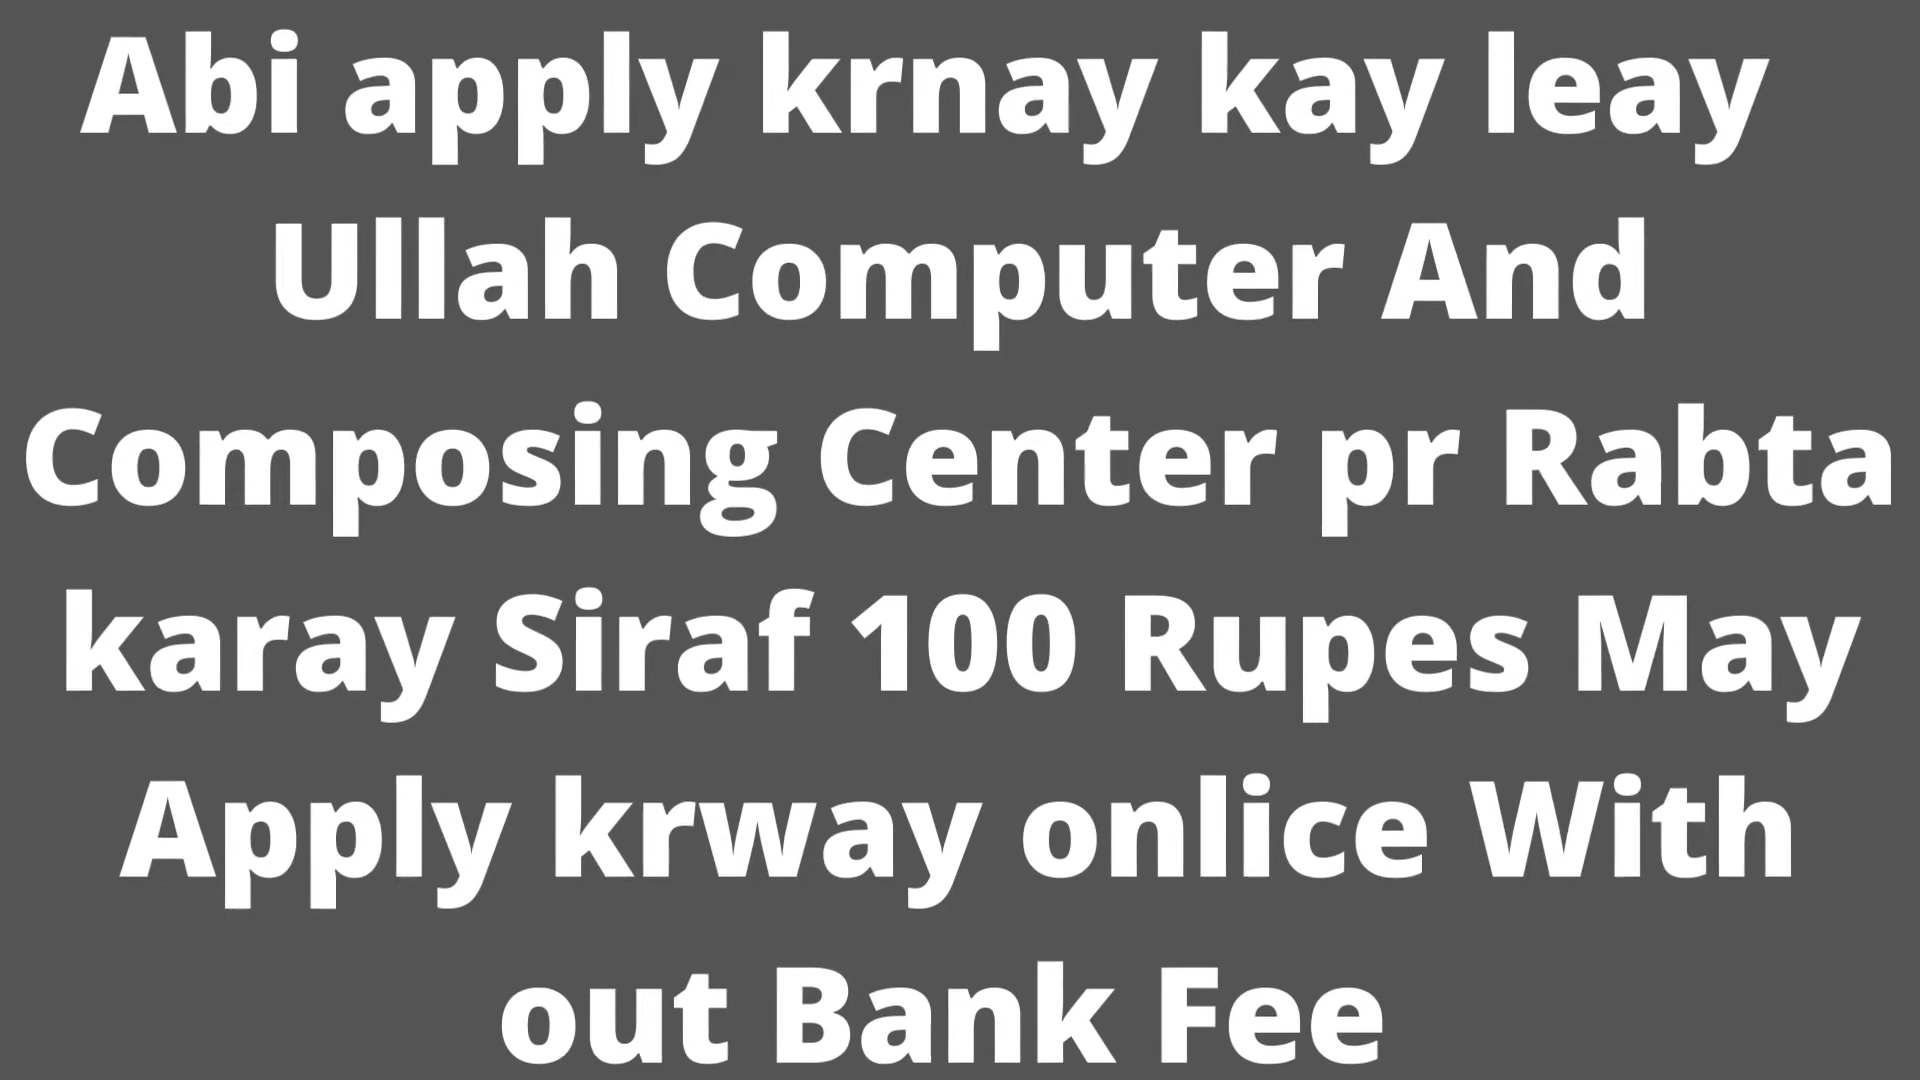 Abi apply krnay kay leay
Ullah Computer And
Composing Center pr Rabta
karay Siraf 100 Rupes May
Apply krway onlice With
out Bank Fee